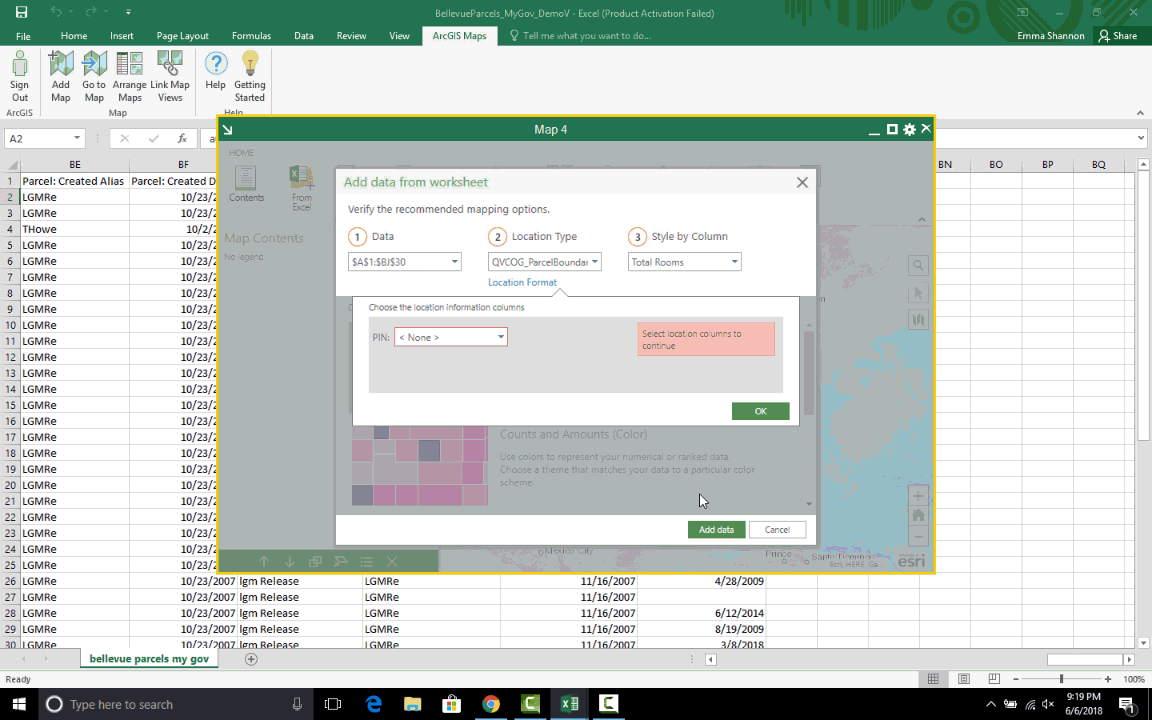 BellevueParcels_MyGov_DemoV - Excel (Product Activation Failed)
File Home Insert Page Layout Formulas Data Review View ArcGIS Maps Tell me what you want to do... Emma Shannon Share
Sign Out
Add Map
Go to Map
Arrange Maps
Link Map Views
Help
Getting Started
ArcGIS Map Help
A2 fx
Map 4
HOME
Contents
From Excel
Map Contents
No legend
Add data from worksheet
Verify the recommended mapping options.
1 Data 2 Location Type 3 Style by Column
$A$1:$BJ$30 QVCOG_ParcelBoundar Total Rooms
Location Format
Choose the location information columns
PIN: < None >
Select location columns to continue
OK
Counts and Amounts (Color)
Use colors to represent your numerical or ranked data.
Choose a theme that matches your data to a particular color
scheme.
Add data Cancel
Mexico City Prince Santo Domingo
Esri, HERE, Ga...
esri
BE BF BN BO BP BQ
1 Parcel: Created Alias Parcel: Created D
2 LGMRe 10/23/2
3 LGMRe 10/23/2
4 THowe 10/2/2
5 LGMRe 10/23/2
6 LGMRe 10/23/2
7 LGMRe 10/23/2
8 LGMRe 10/23/2
9 LGMRe 10/23/2
10 LGMRe 10/23/2
11 LGMRe 10/23/2
12 LGMRe 10/23/2
13 LGMRe 10/23/2
14 LGMRe 10/23/2
15 LGMRe 10/23/2
16 LGMRe 10/23/2
17 LGMRe 10/23/2
18 LGMRe 10/23/2
19 LGMRe 10/23/2
20 LGMRe 10/23/2
21 LGMRe 10/23/2
22 LGMRe 10/23/2
23 LGMRe 10/23/2
24 LGMRe 10/23/2
25 LGMRe 10/23/2
26 LGMRe 10/23/2007 lgm Release LGMRe 11/16/2007 4/28/2009
27 LGMRe 10/23/2007 lgm Release LGMRe 11/16/2007
28 LGMRe 10/23/2007 lgm Release LGMRe 11/16/2007 6/12/2014
29 LGMRe 10/23/2007 lgm Release LGMRe 11/16/2007 8/19/2009
30 LGMRe 10/23/2007 lgm Release LGMRe 11/16/2007 3/8/2018
bellevue parcels my gov
Ready 100%
Type here to search
9:19 PM
6/6/2018
1